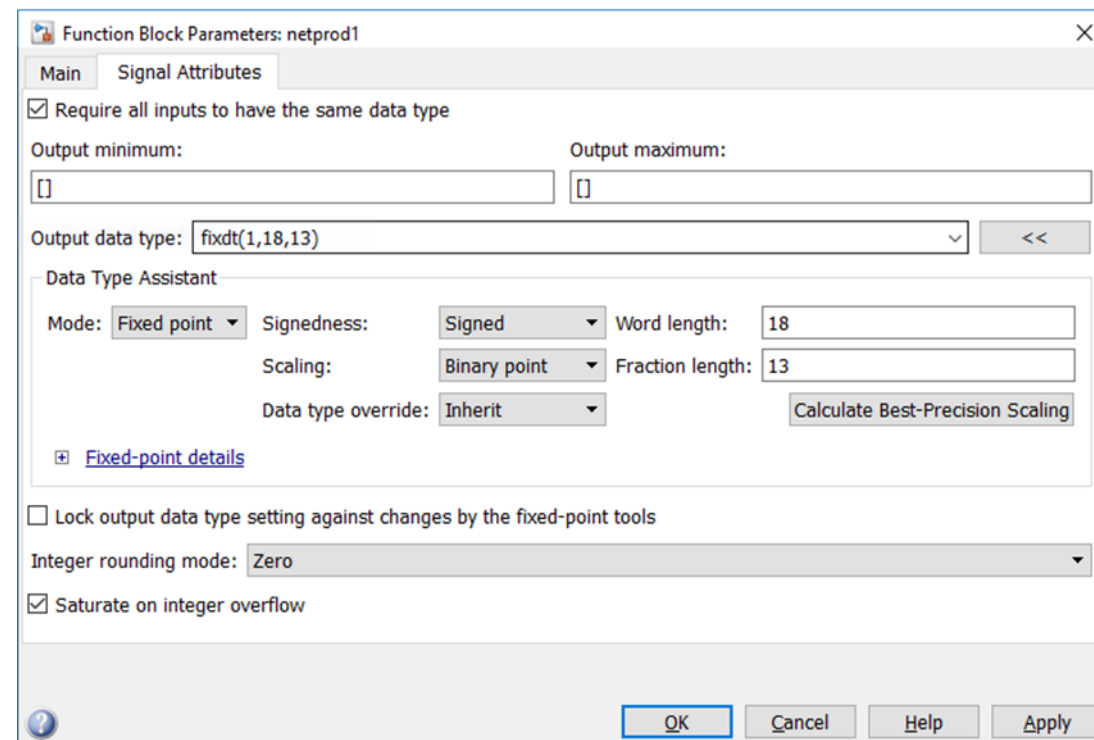 Function Block Parameters: netprod1
Main Signal Attributes
Require all inputs to have the same data type
Output minimum: Output maximum:
[] []
Output data type: fixdt(1,18,13) <<
Data Type Assistant
Mode: Fixed point Signedness: Signed Word length: 18
Scaling: Binary point Fraction length: 13
Data type override: Inherit Calculate Best-Precision Scaling
Fixed-point details
Lock output data type setting against changes by the fixed-point tools
Integer rounding mode: Zero
Saturate on integer overflow
? OK Cancel Help Apply